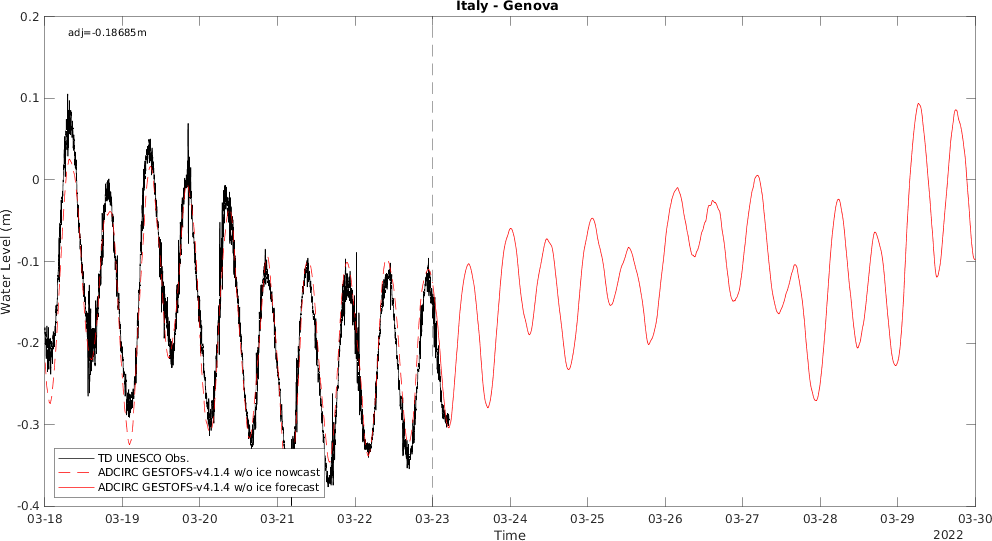 Italy - Genova
adj=-0.18685m
0.2
0.1
0
-0.1
-0.2
-0.3
-0.4
Water Level (m)
TD UNESCO Obs.
ADCIRC GESTOFS-v4.1.4 w/o ice nowcast
ADCIRC GESTOFS-v4.1.4 w/o ice forecast
03-18 03-19 03-20 03-21 03-22 03-23 03-24 03-25 03-26 03-27 03-28 03-29 03-30
Time
2022